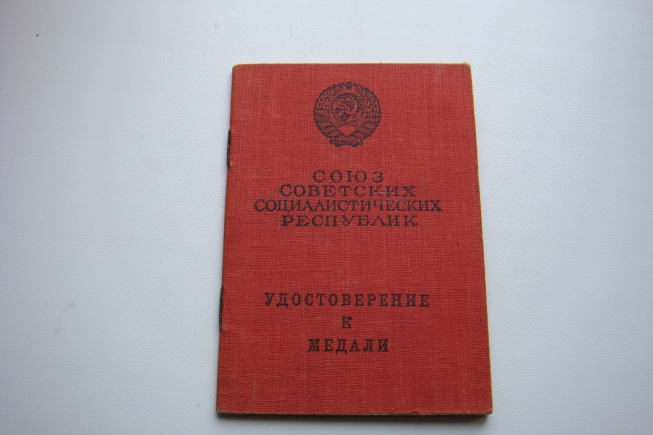 СОЮЗ
СОВЕТСКИХ
СОЦИАЛИСТИЧЕСКИХ
РЕСПУБЛИК
УДОСТОВЕРЕНИЕ
К
МЕДАЛИ